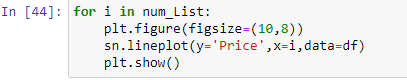 In [44]: for i in num_List:
    plt.figure(figsize=(10,8))
    sn.lineplot(y='Price',x=i,data=df)
    plt.show()